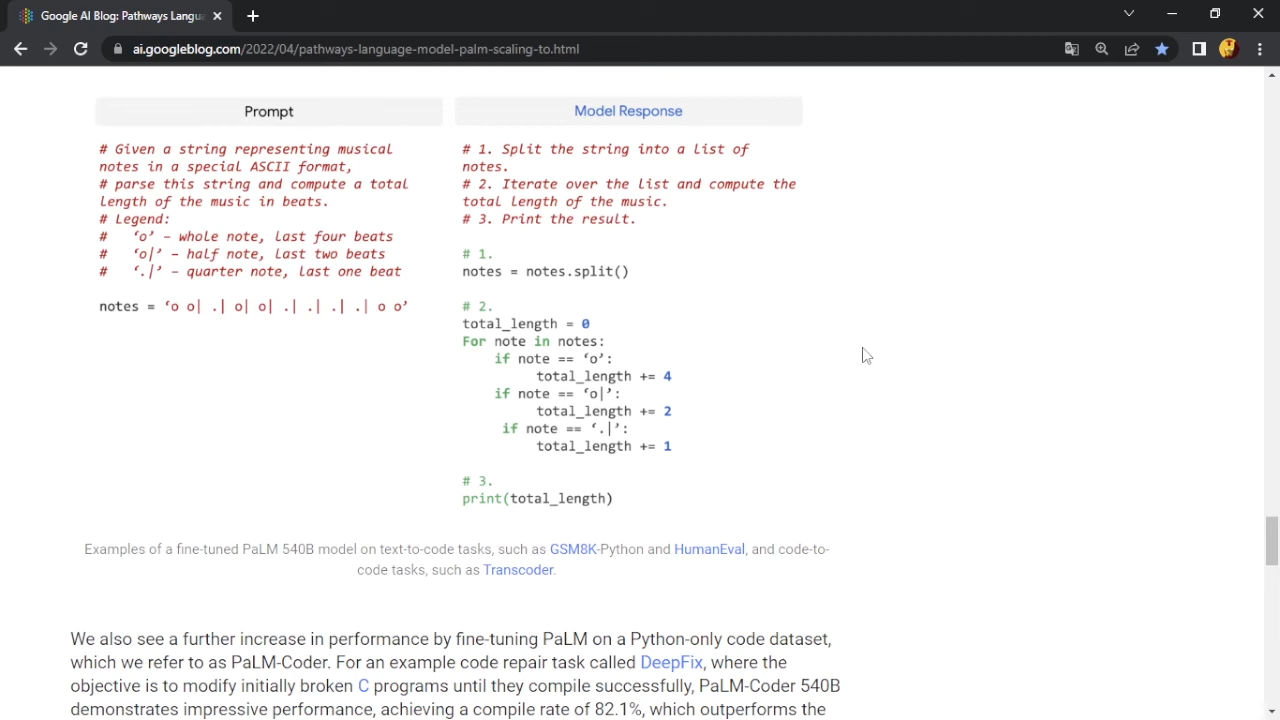 Google AI Blog: Pathways Langua
ai.googleblog.com/2022/04/pathways-language-model-palm-scaling-to.html
Prompt
# Given a string representing musical
notes in a special ASCII format,
# parse this string and compute a total
length of the music in beats.
# Legend:
#   ‘o’ – whole note, last four beats
#   ‘o|’ – half note, last two beats
#   ‘.|’ – quarter note, last one beat
notes = ‘o o| .| o| o| .| .| .| .| o o’
Model Response
# 1. Split the string into a list of
notes.
# 2. Iterate over the list and compute the
total length of the music.
# 3. Print the result.
# 1.
notes = notes.split()
# 2.
total_length = 0
For note in notes:
    if note == ‘o’:
        total_length += 4
    if note == ‘o|’:
        total_length += 2
    if note == ‘.|’:
        total_length += 1
# 3.
print(total_length)
Examples of a fine-tuned PaLM 540B model on text-to-code tasks, such as GSM8K-Python and HumanEval, and code-to-
code tasks, such as Transcoder.
We also see a further increase in performance by fine-tuning PaLM on a Python-only code dataset,
which we refer to as PaLM-Coder. For an example code repair task called DeepFix, where the
objective is to modify initially broken C programs until they compile successfully, PaLM-Coder 540B
demonstrates impressive performance, achieving a compile rate of 82.1%, which outperforms the